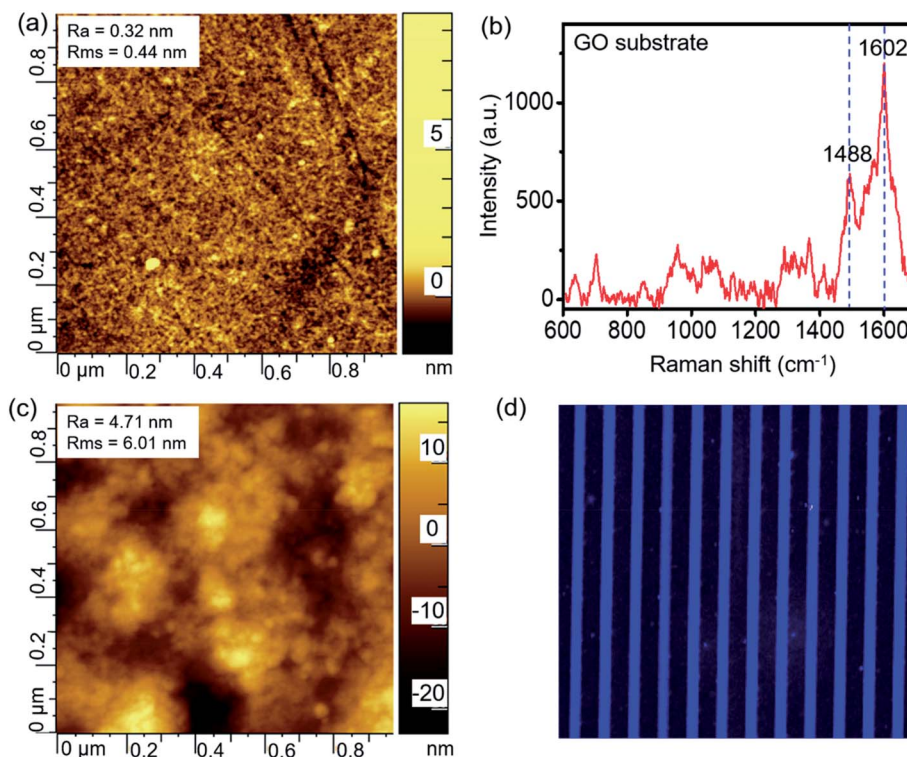 (a)
Ra = 0.32 nm
Rms = 0.44 nm
0.8
0.6
0.4
0.2
0 µm
0 µm
0.2
0.4
0.6
0.8
5
0
nm
(b)
GO substrate
1602
1488
1000
500
0
Intensity (a.u.)
600
800
1000
1200
1400
1600
Raman shift (cm⁻¹)
(c)
Ra = 4.71 nm
Rms = 6.01 nm
0.8
0.6
0.4
0.2
0 µm
0 µm
0.2
0.4
0.6
0.8
10
0
-10
-20
nm
(d)